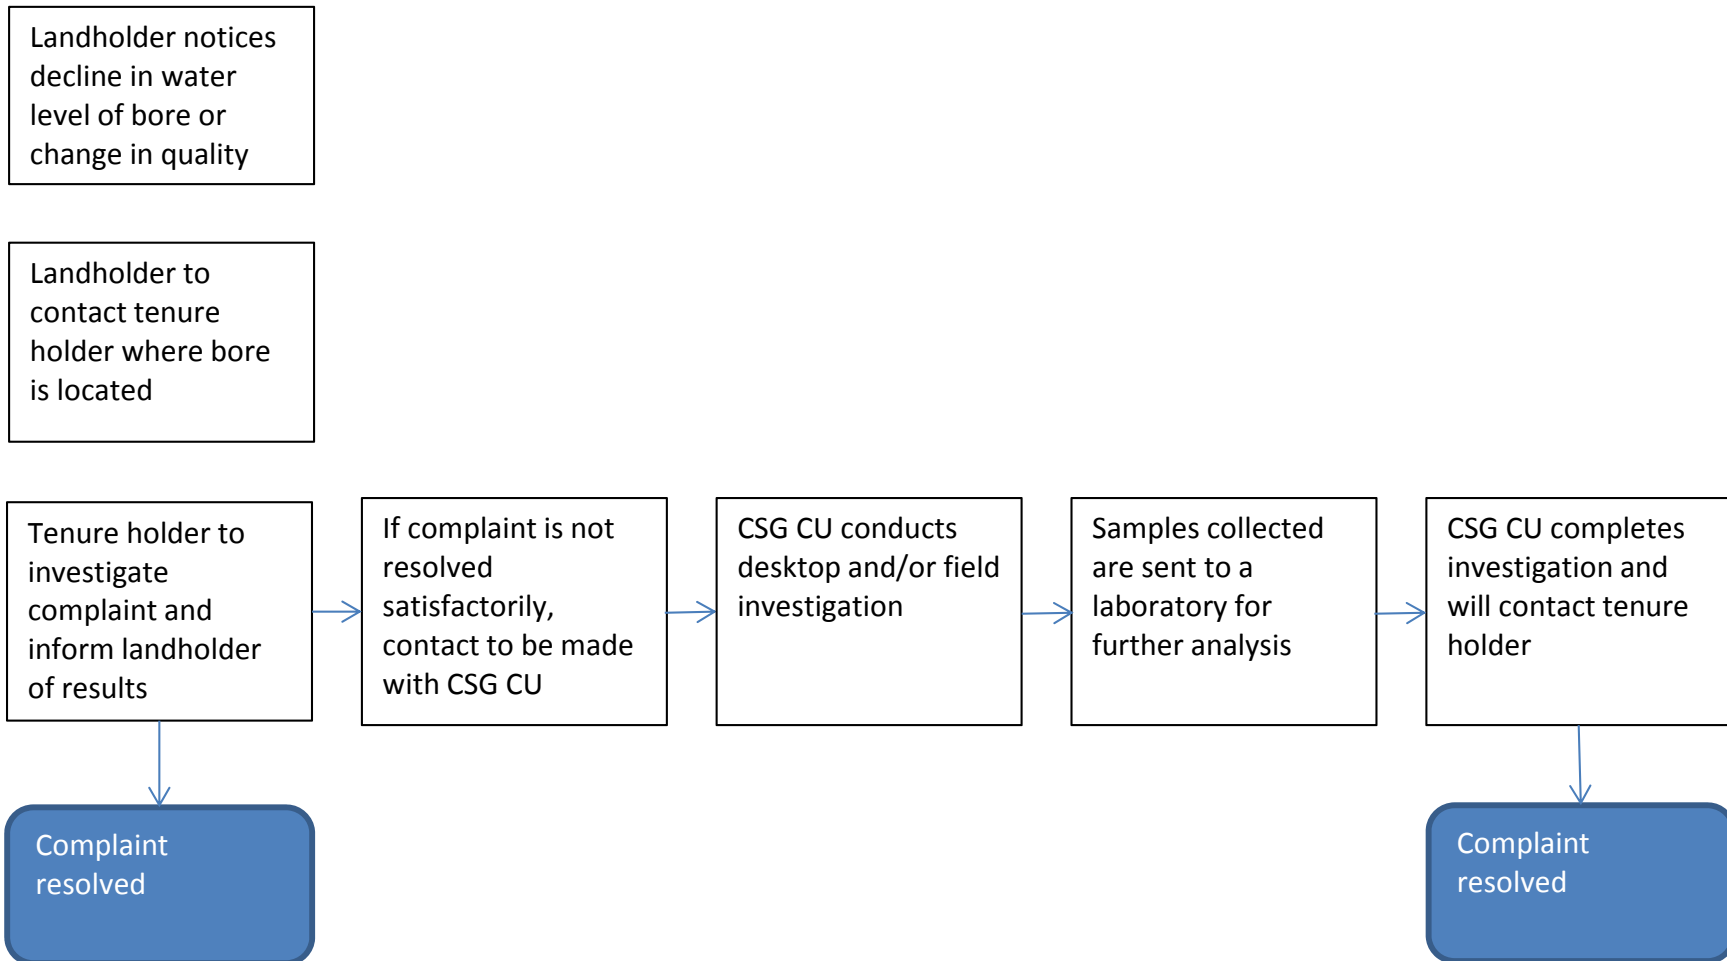 Landholder notices
decline in water
level of bore or
change in quality
Landholder to
contact tenure
holder where bore
is located
Tenure holder to
investigate
complaint and
inform landholder
of results
If complaint is not
resolved
satisfactorily,
contact to be made
with CSG CU
CSG CU conducts
desktop and/or field
investigation
Samples collected
are sent to a
laboratory for
further analysis
CSG CU completes
investigation and
will contact tenure
holder
Complaint
resolved
Complaint
resolved